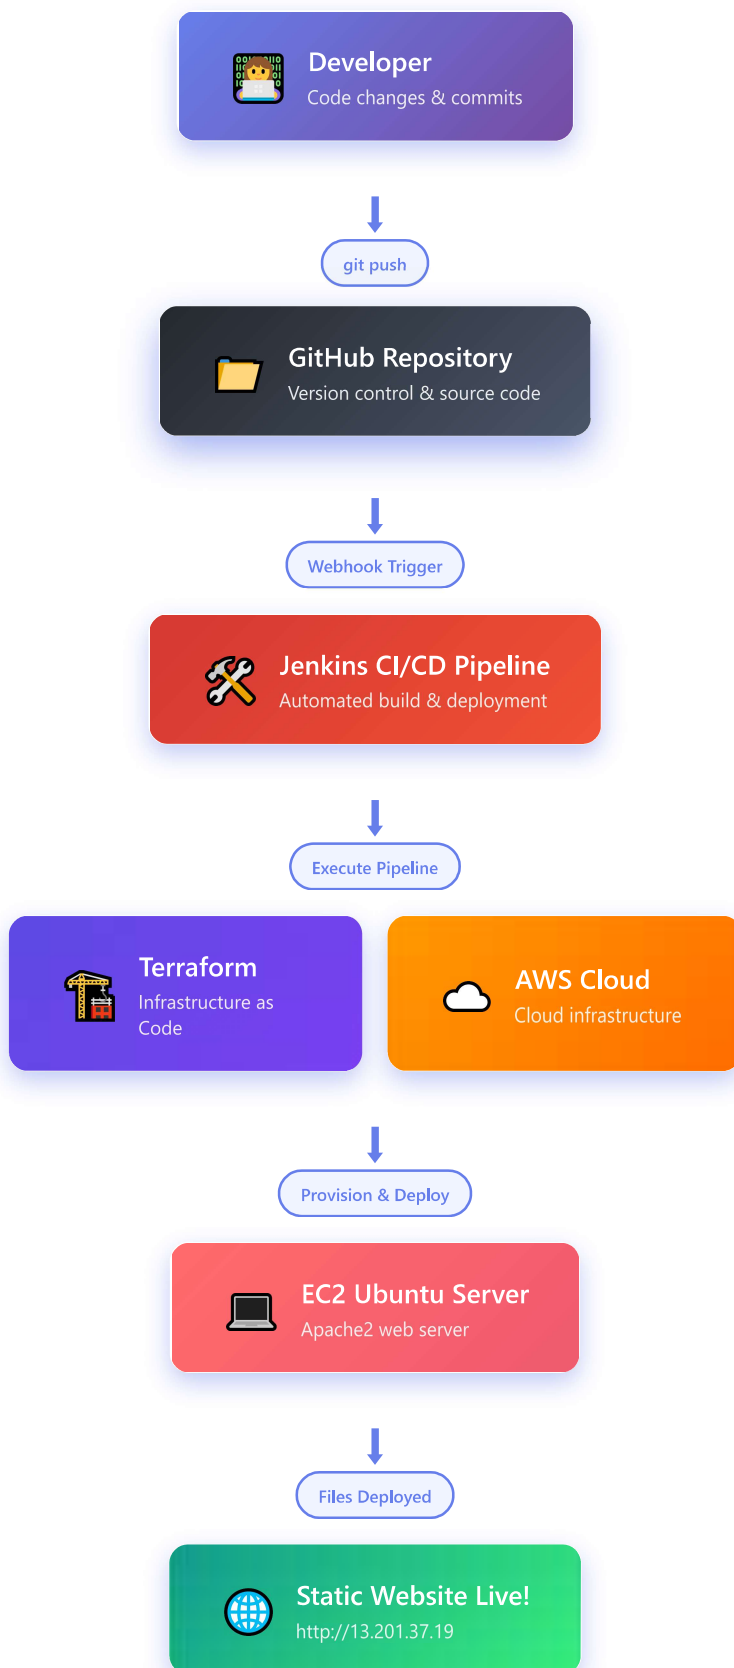 Developer
Code changes & commits
git push
GitHub Repository
Version control & source code
Webhook Trigger
Jenkins CI/CD Pipeline
Automated build & deployment
Execute Pipeline
Terraform
Infrastructure as
Code
AWS Cloud
Cloud infrastructure
Provision & Deploy
EC2 Ubuntu Server
Apache2 web server
Files Deployed
Static Website Live!
http://13.201.37.19